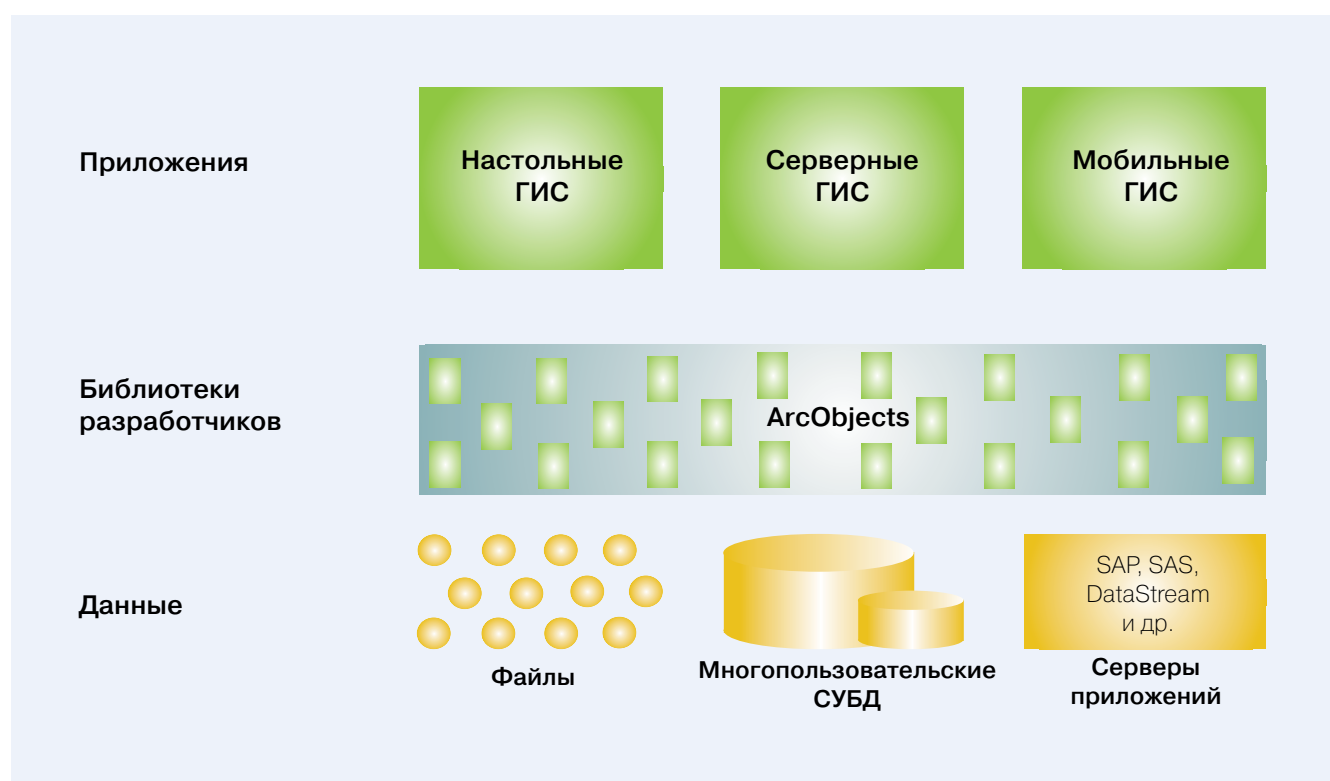 Приложения
Настольные
ГИС
Серверные
ГИС
Мобильные
ГИС
Библиотеки
разработчиков
ArcObjects
Данные
Файлы
Многопользовательские
СУБД
SAP, SAS,
DataStream
и др.
Серверы
приложений